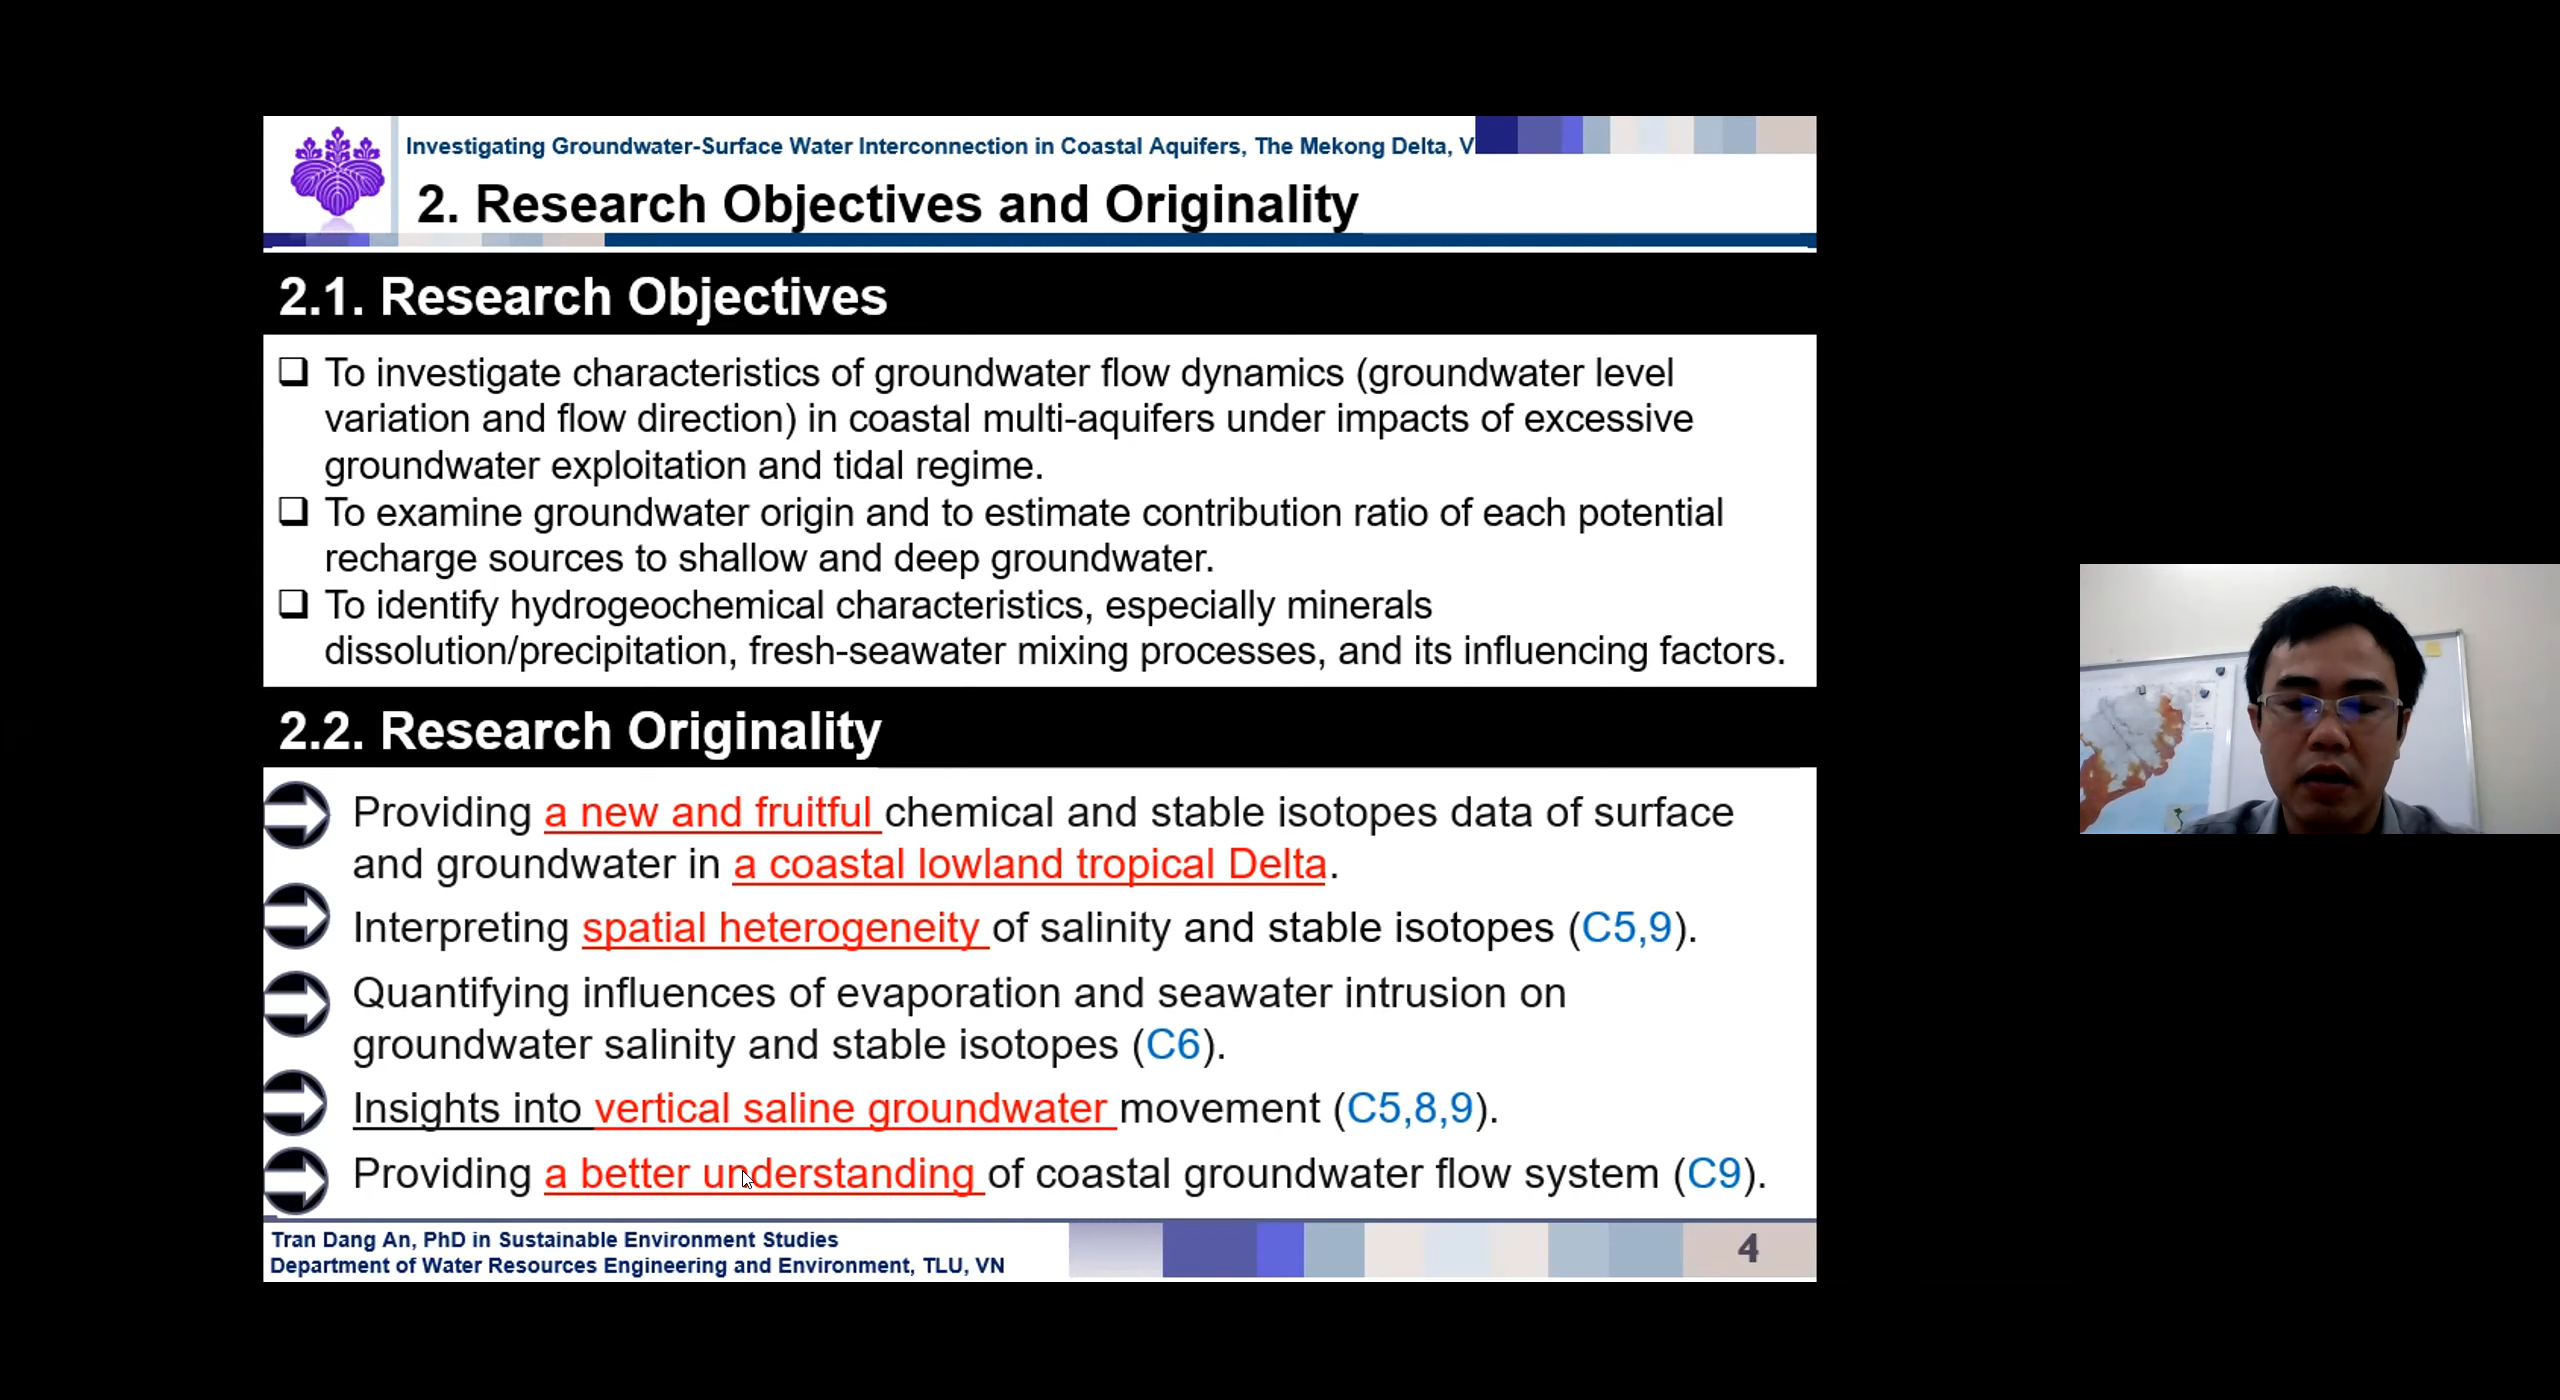 Investigating Groundwater-Surface Water Interconnection in Coastal Aquifers, The Mekong Delta, V
2. Research Objectives and Originality
2.1. Research Objectives
❑ To investigate characteristics of groundwater flow dynamics (groundwater level
variation and flow direction) in coastal multi-aquifers under impacts of excessive
groundwater exploitation and tidal regime.
❑ To examine groundwater origin and to estimate contribution ratio of each potential
recharge sources to shallow and deep groundwater.
❑ To identify hydrogeochemical characteristics, especially minerals
dissolution/precipitation, fresh-seawater mixing processes, and its influencing factors.
2.2. Research Originality
Providing a new and fruitful chemical and stable isotopes data of surface
and groundwater in a coastal lowland tropical Delta.
Interpreting spatial heterogeneity of salinity and stable isotopes (C5,9).
Quantifying influences of evaporation and seawater intrusion on
groundwater salinity and stable isotopes (C6).
Insights into vertical saline groundwater movement (C5,8,9).
Providing a better understanding of coastal groundwater flow system (C9).
Tran Dang An, PhD in Sustainable Environment Studies
Department of Water Resources Engineering and Environment, TLU, VN
4